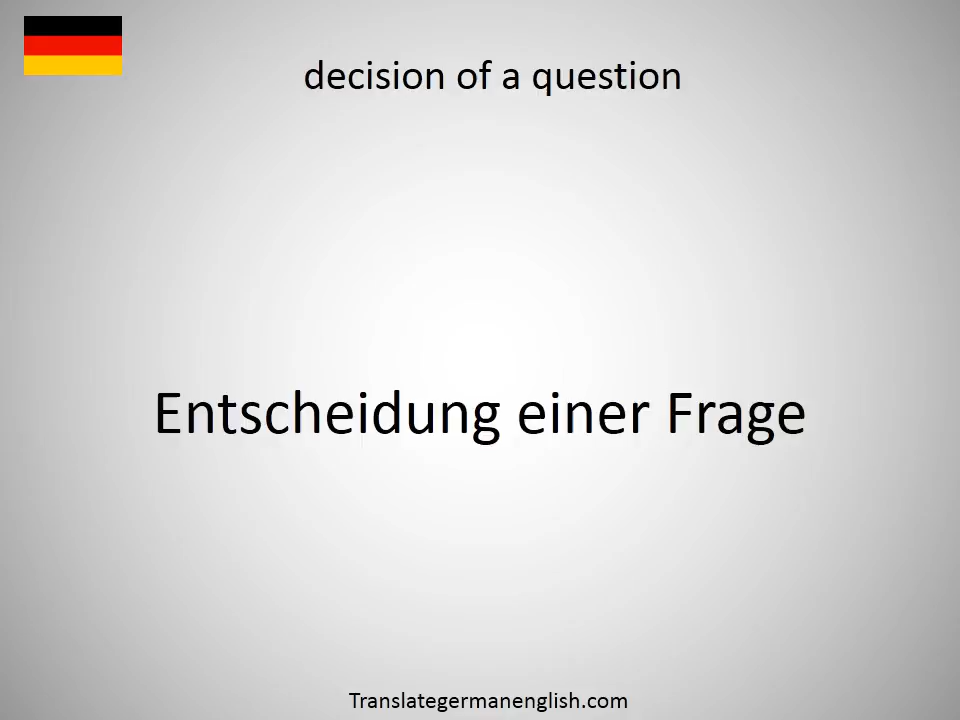 decision of a question
Entscheidung einer Frage
Translategermanenglish.com